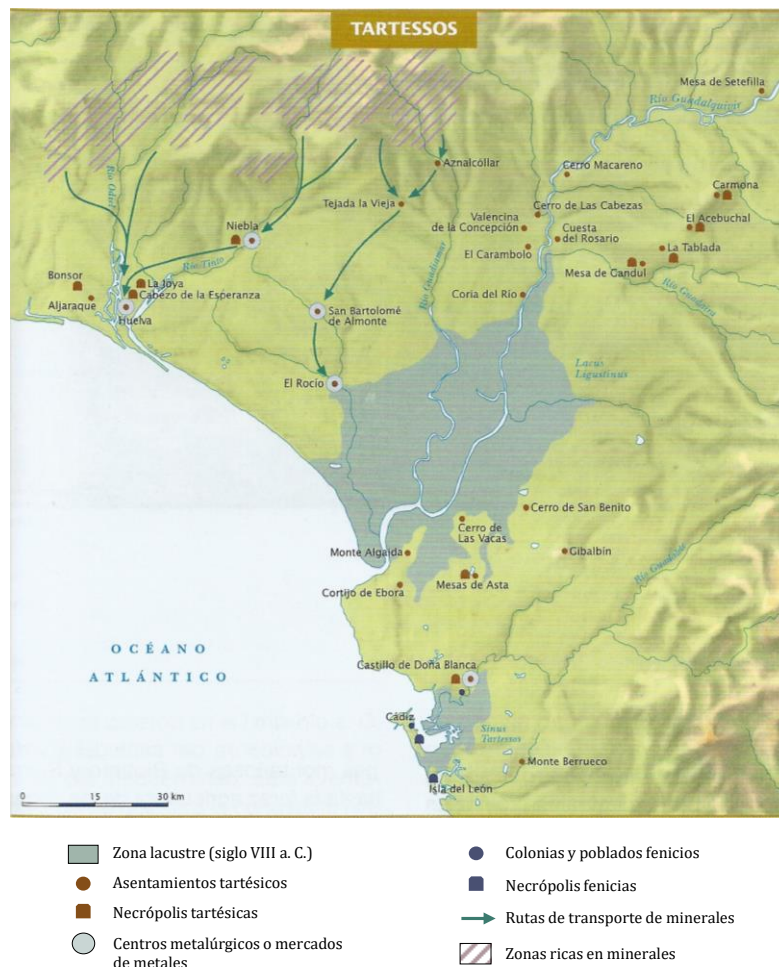 TARTESSOS
Mesa de Setefilla
Río Guadalquivir
Aznalcóllar
Cerro Macareno
Carmona
Río Odiel
Tejada la Vieja
Cerro de Las Cabezas
Valencina
de la Concepción
El Acebuchal
Niebla
Cuesta
del Rosario
El Carambolo
La Tablada
Mesa de Gandul
Río Tinto
Río Guadiamar
Bonsor
La Joya
Cabezo de la Esperanza
Aljaraque
Coria del Río
Río Guadaira
Huelva
San Bartolomé
de Almonte
Lacus
Ligustinus
El Rocío
Cerro de San Benito
Cerro de
Las Vacas
Monte Algaida
Gibalbín
Cortijo de Ebora
Mesas de Asta
OCÉANO
ATLÁNTICO
Castillo de Doña Blanca
Cádiz
Sinus
Tartessos
Monte Berrueco
Isla del León
0 15 30 km
Zona lacustre (siglo VIII a. C.)
Asentamientos tartésicos
Necrópolis tartésicas
Centros metalúrgicos o mercados
de metales
Colonias y poblados fenicios
Necrópolis fenicias
Rutas de transporte de minerales
Zonas ricas en minerales